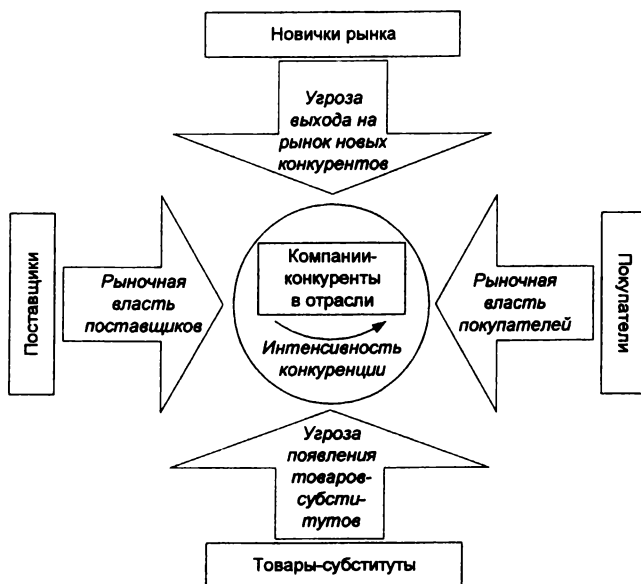 Новички рынка
Угроза
выхода на
рынок новых
конкурентов
Поставщики
Рыночная
власть
поставщиков
Компании-
конкуренты
в отрасли
Интенсивность
конкуренции
Рыночная
власть
покупателей
Покупатели
Угроза
появления
товаров-
субсти-
тутов
Товары-субституты